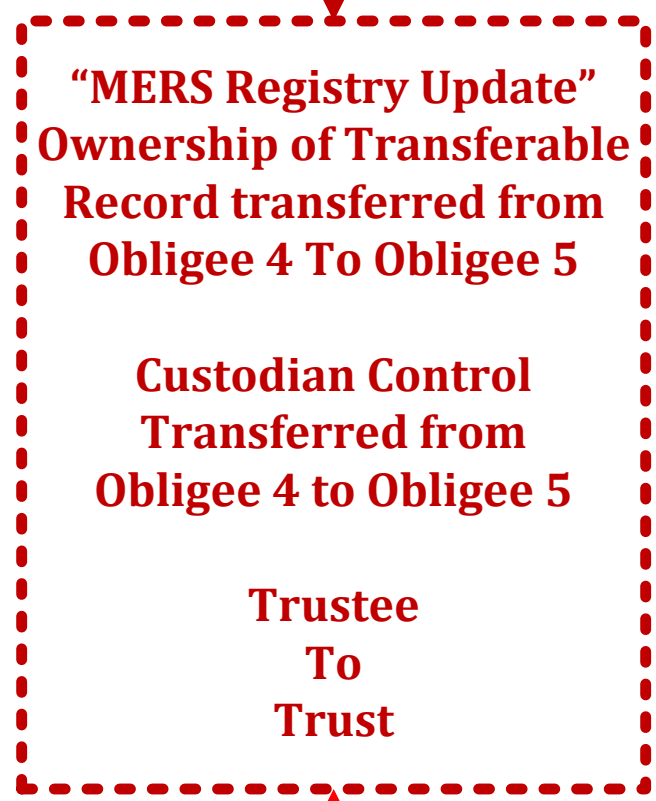 “MERS Registry Update”
Ownership of Transferable
Record transferred from
Obligee 4 To Obligee 5
Custodian Control
Transferred from
Obligee 4 to Obligee 5
Trustee
To
Trust